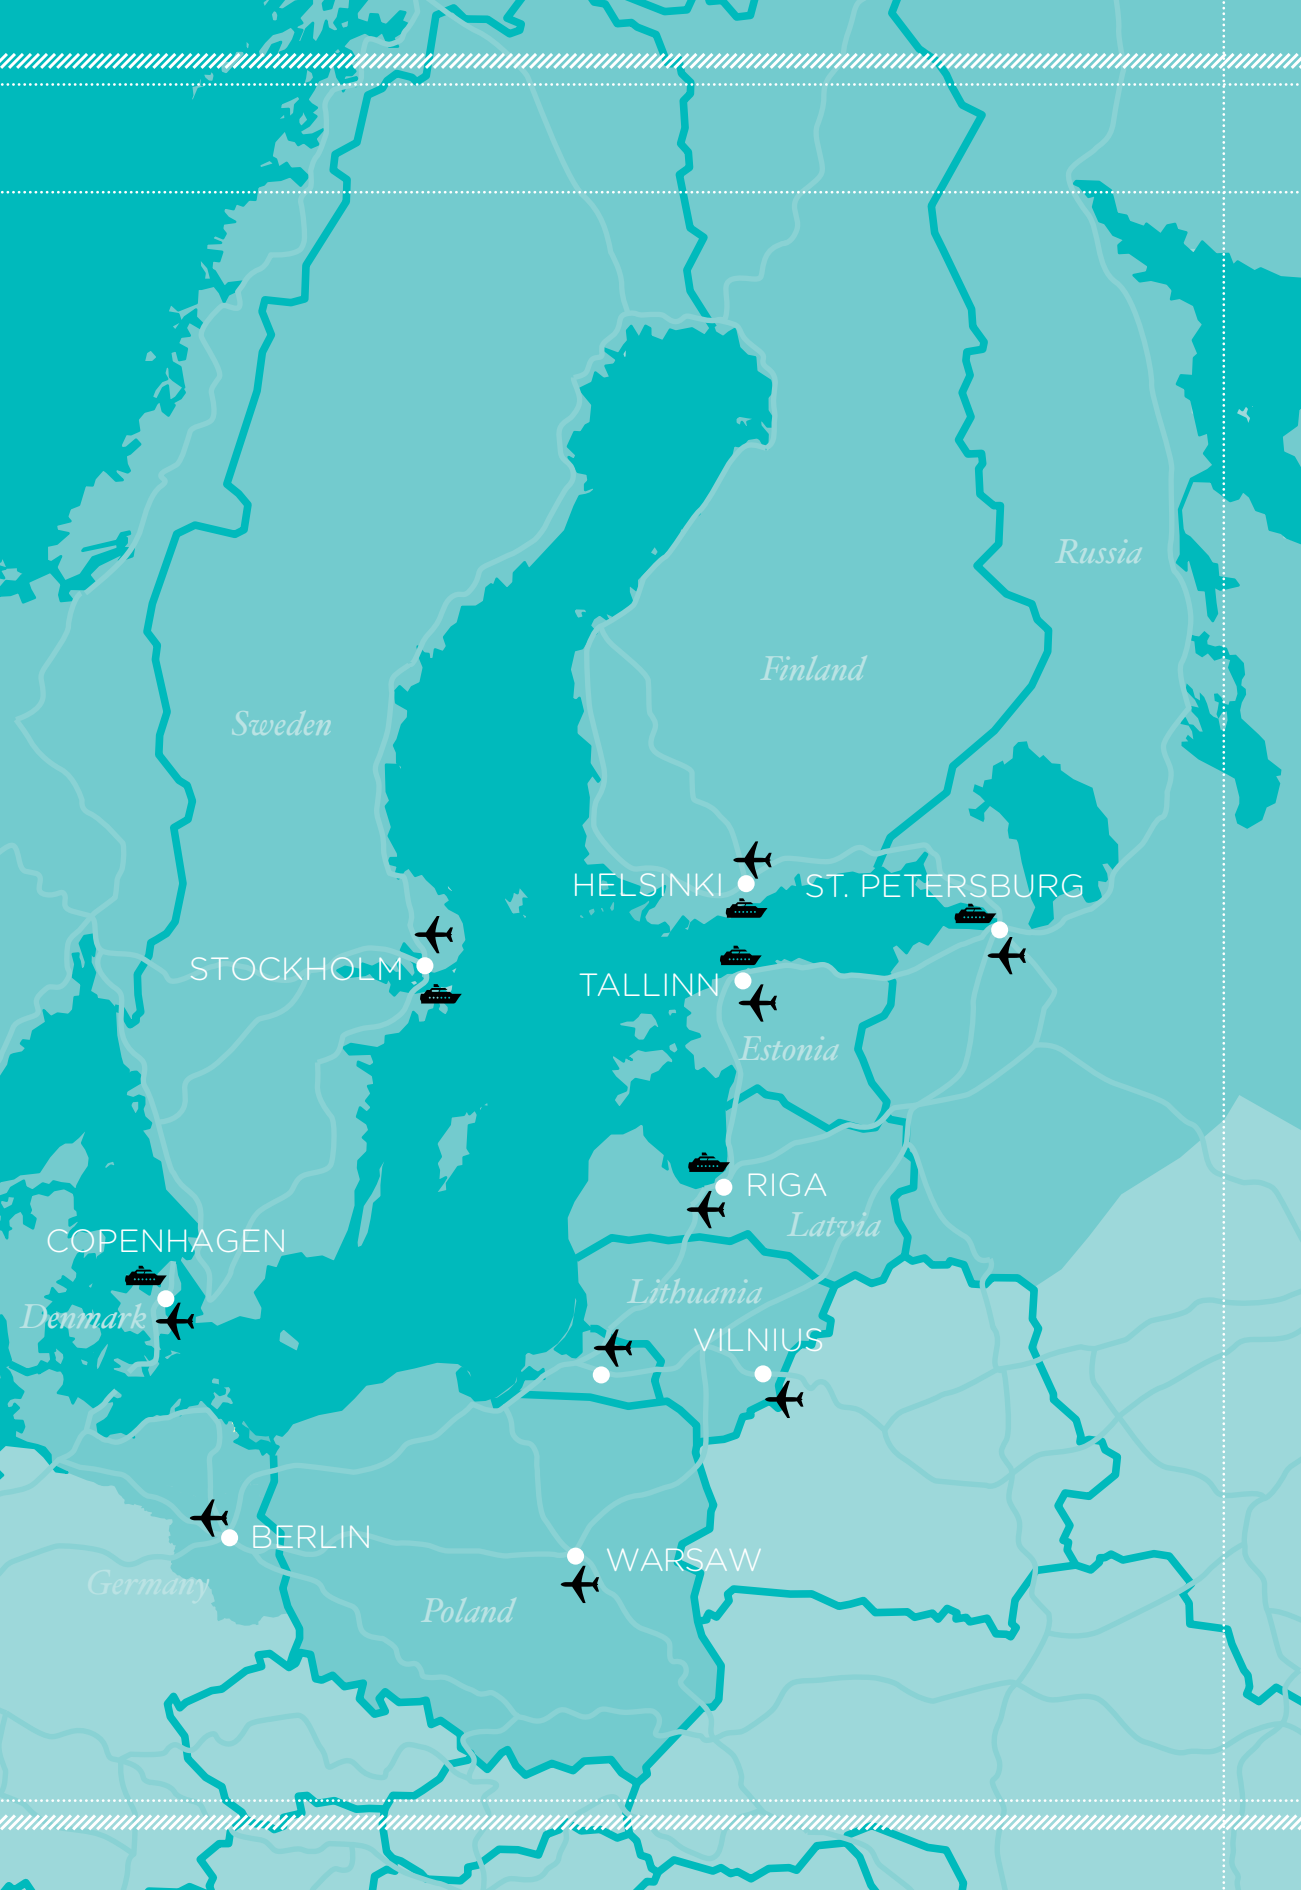 Russia
Finland
Sweden
HELSINKI
ST. PETERSBURG
STOCKHOLM
TALLINN
Estonia
RIGA
Latvia
COPENHAGEN
Lithuania
Denmark
VILNIUS
BERLIN
WARSAW
Germany
Poland